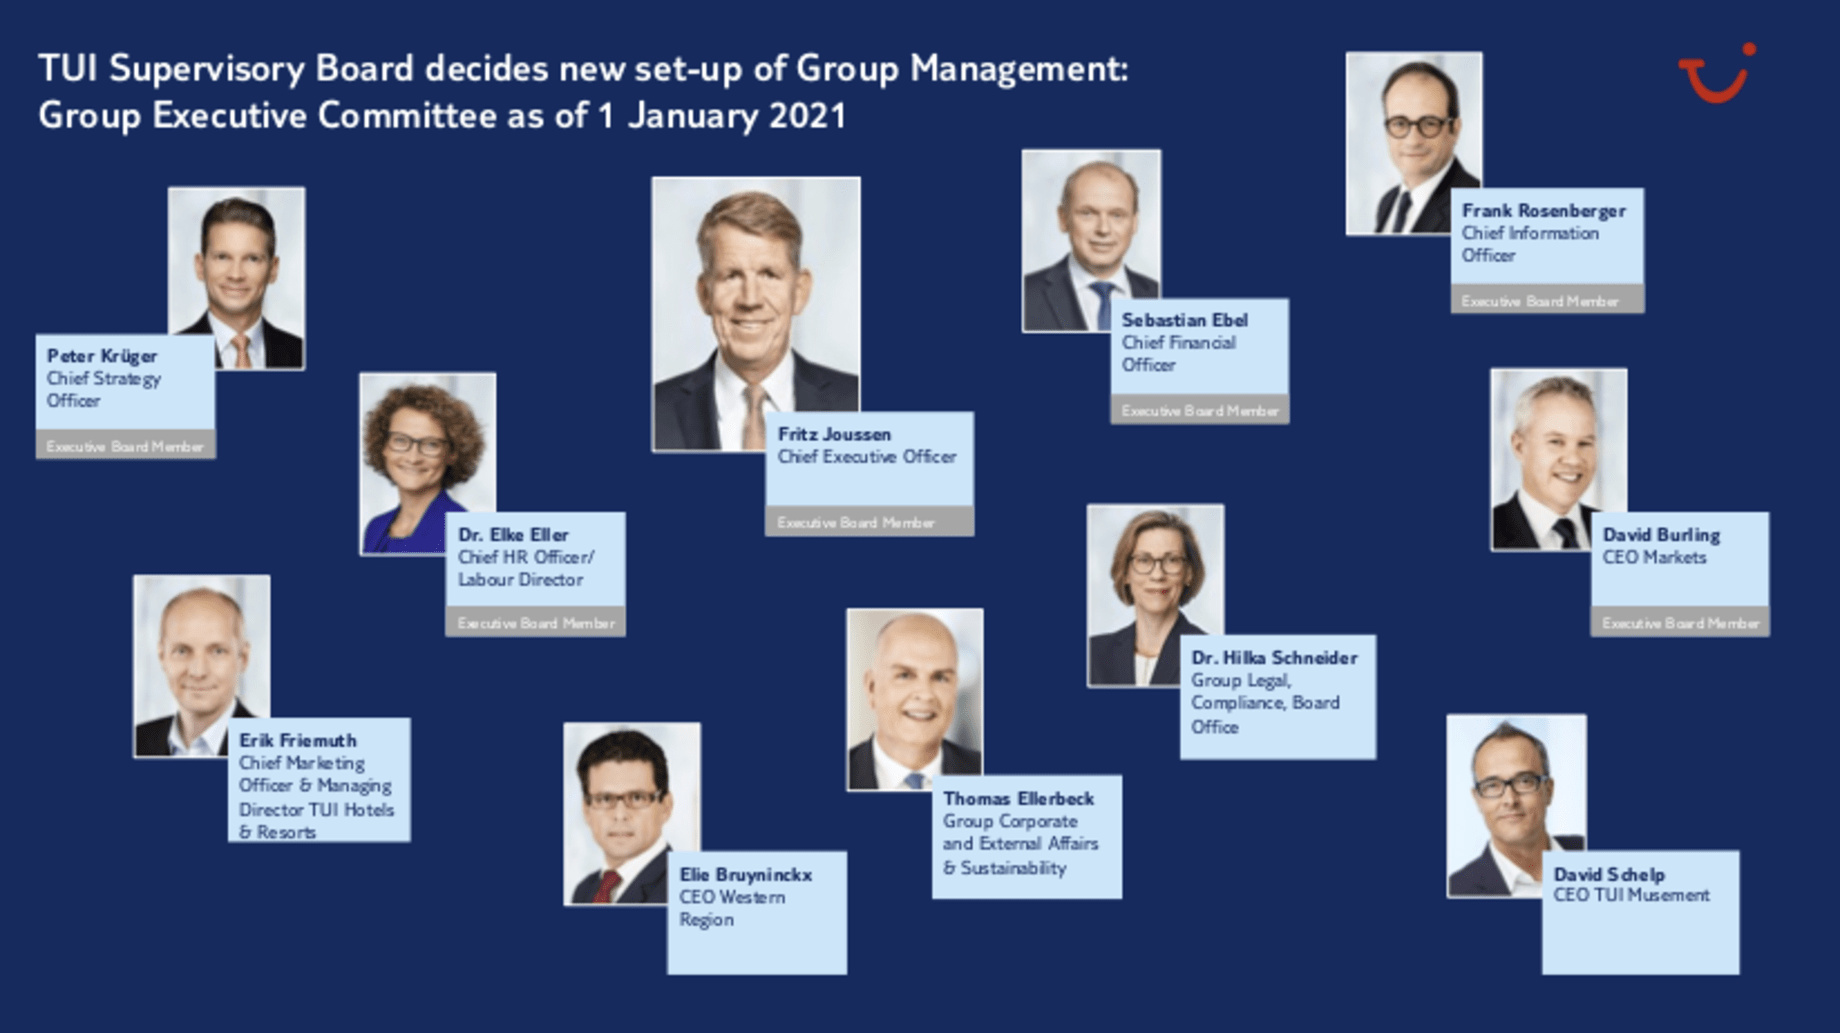 TUI Supervisory Board decides new set-up of Group Management:
Group Executive Committee as of 1 January 2021
Peter Krüger
Chief Strategy
Officer
Executive Board Member
Dr. Elke Eller
Chief HR Officer/
Labour Director
Executive Board Member
Fritz Joussen
Chief Executive Officer
Executive Board Member
Sebastian Ebel
Chief Financial
Officer
Executive Board Member
Frank Rosenberger
Chief Information
Officer
Executive Board Member
David Burling
CEO Markets
Executive Board Member
Erik Friemuth
Chief Marketing
Officer & Managing
Director TUI Hotels
& Resorts
Elie Bruyninckx
CEO Western
Region
Thomas Ellerbeck
Group Corporate
and External Affairs
& Sustainability
Dr. Hilka Schneider
Group Legal,
Compliance, Board
Office
David Schelp
CEO TUI Musement